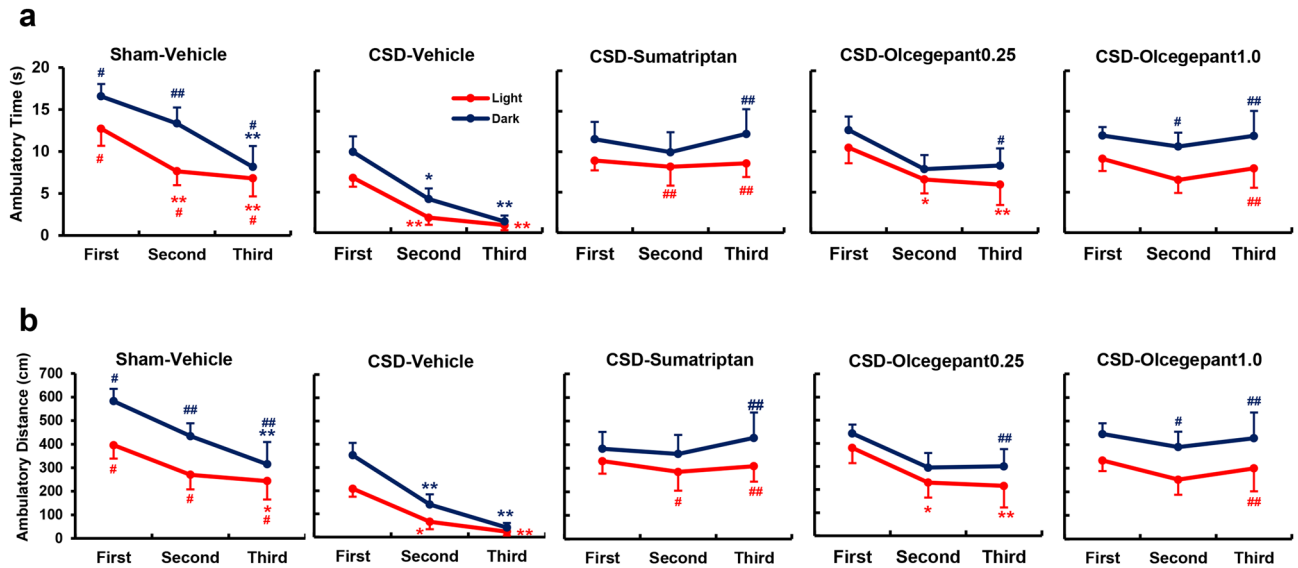 a
Sham-Vehicle CSD-Vehicle CSD-Sumatriptan CSD-Olcegepant0.25 CSD-Olcegepant1.0
Ambulatory Time (s)
20
15
10
5
0
# ## # **
# ** # ** #
Light
Dark
* **
** **
##
## ##
#
* **
# ##
##
First Second Third First Second Third First Second Third First Second Third First Second Third
b
Sham-Vehicle CSD-Vehicle CSD-Sumatriptan CSD-Olcegepant0.25 CSD-Olcegepant1.0
Ambulatory Distance (cm)
700
600
500
400
300
200
100
0
# ## ## **
# # * #
** **
* **
##
# ##
##
* **
# ##
##
First Second Third First Second Third First Second Third First Second Third First Second Third